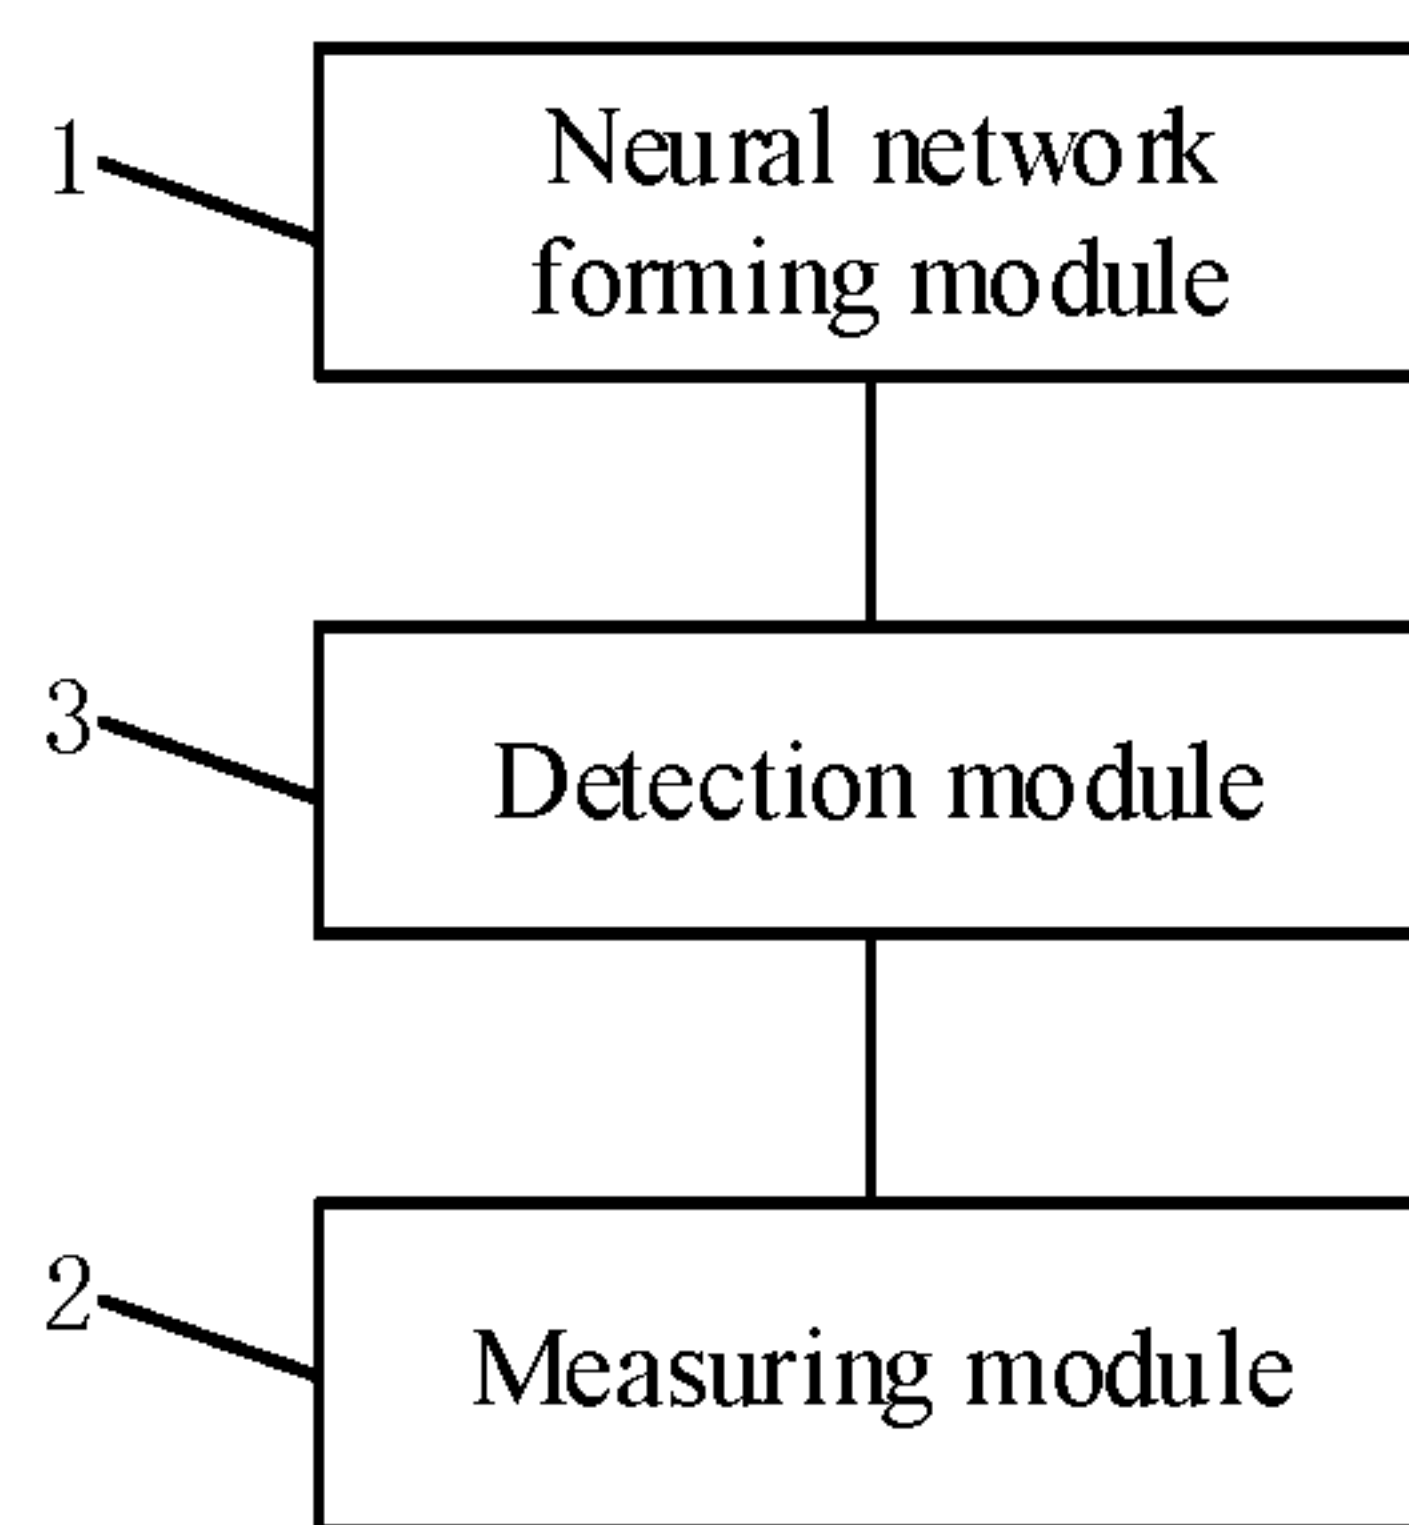 1
Neural network
forming module
3
Detection module
2
Measuring module